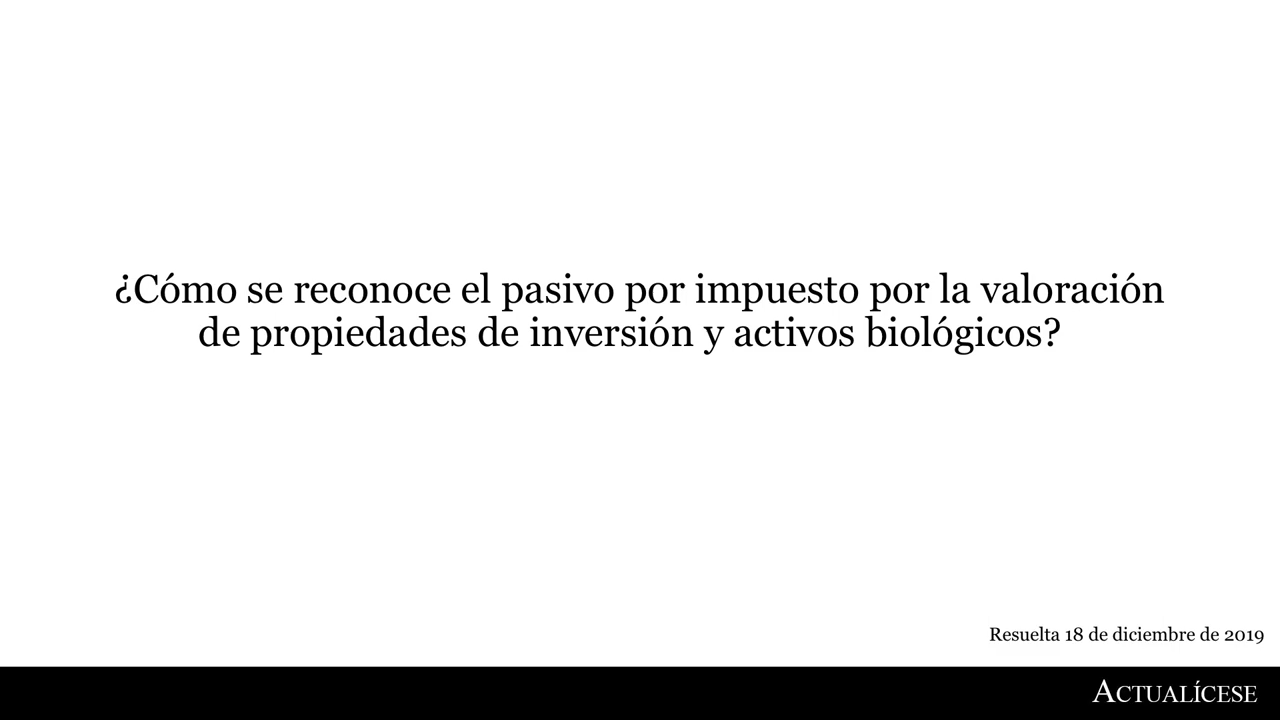 ¿Cómo se reconoce el pasivo por impuesto por la valoración
de propiedades de inversión y activos biológicos?
Resuelta 18 de diciembre de 2019
ACTUALÍCESE